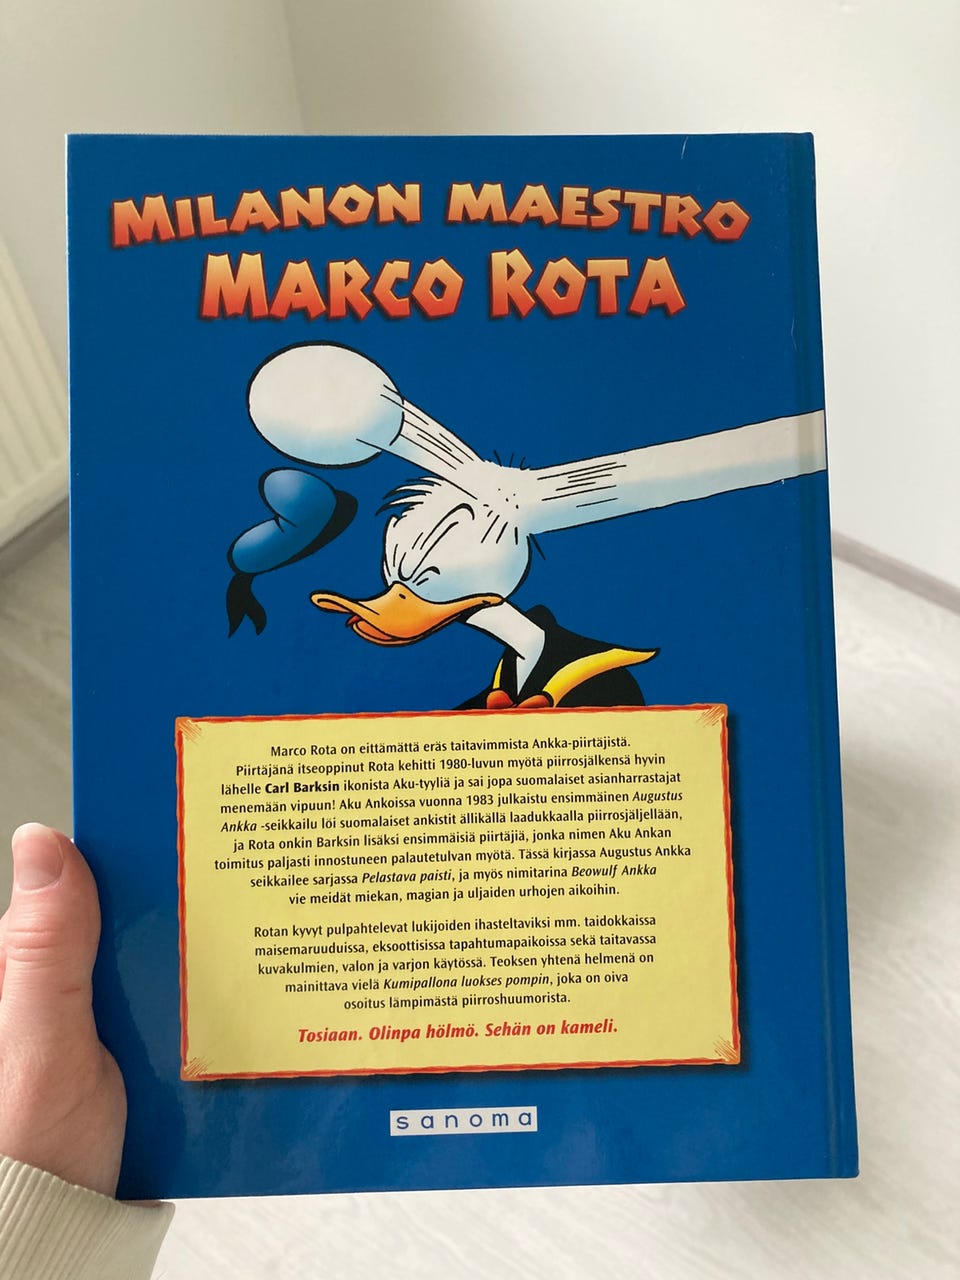 MILANON MAESTRO
MARCO ROTA
Marco Rota on eittämättä eräs taitavimmista Ankka-piirtäjistä.
Piirtäjänä itseoppinut Rota kehitti 1980-luvun myötä piirrosjälkensä hyvin
lähelle Carl Barksin ikonista Aku-tyyliä ja sai jopa suomalaiset asianharrastajat
menemään vipuun! Aku Ankoissa vuonna 1983 julkaistu ensimmäinen Augustus
Ankka -seikkailu löi suomalaiset ankistit ällikällä laadukkaalla piirrosjäljellään,
ja Rota onkin Barksin lisäksi ensimmäisiä piirtäjiä, jonka nimen Aku Ankan
toimitus paljasti innostuneen palautetulvan myötä. Tässä kirjassa Augustus Ankka
seikkailee sarjassa Pelastava paisti, ja myös nimitarina Beowulf Ankka
vie meidät miekan, magian ja uljaiden urhojen aikoihin.
Rotan kyvyt pulpahtelevat lukijoiden ihasteltaviksi mm. taidokkaissa
maisemaruuduissa, eksoottisissa tapahtumapaikoissa sekä taitavassa
kuvakulmien, valon ja varjon käytössä. Teoksen yhtenä helmenä on
mainittava vielä Kumipallona luokses pompin, joka on oiva
osoitus lämpimästä piirroshuumorista.
Tosiaan. Olinpa hölmö. Sehän on kameli.
sanoma